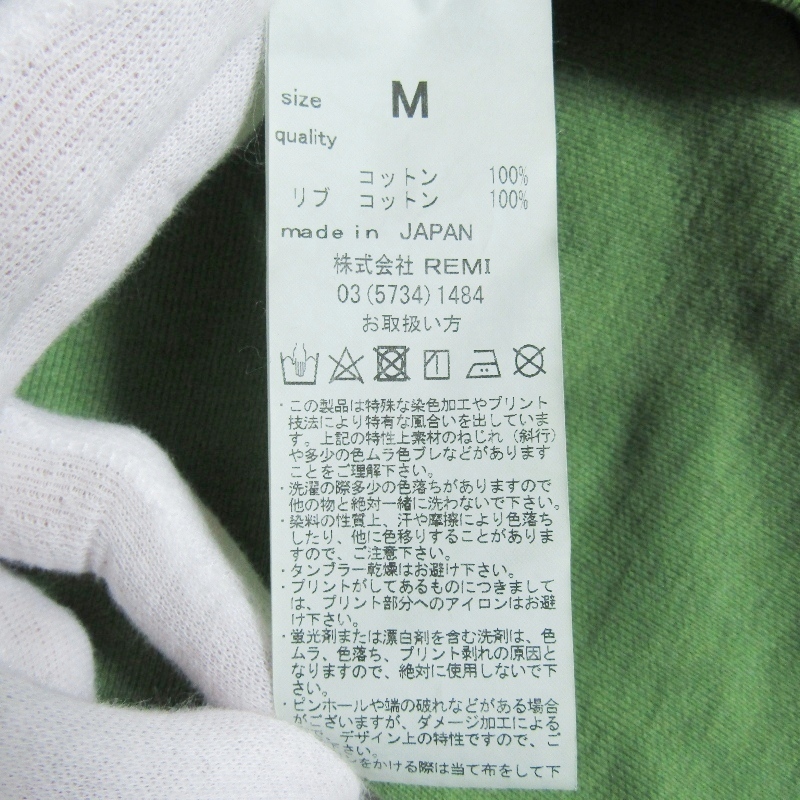 size M
quality
コットン 100%
リブ コットン 100%
made in JAPAN
株式会社 REMI
03(5734)1484
お取扱い方
・この製品は特殊な染色加工やプリント
技法により特有な風合いを出していま
す。上記の特性上素材のねじれ（斜行）
や多少の色ムラ色ブレなどがあります
ことをご理解下さい。
・洗濯の際多少の色落ちがありますので
他の物と絶対一緒に洗わないで下さい。
・染料の性質上、汗や摩擦により色落ち
したり、他に色移りすることがありま
すので、ご注意下さい。
・タンブラー乾燥はお避け下さい。
・プリントがしてあるものにつきまして
は、プリント部分へのアイロンはお避
け下さい。
・蛍光剤または漂白剤を含む洗剤は、色
ムラ、色落ち、プリント剥れの原因と
なりますので、絶対に使用しないで下
さい。
・ピンホールや端の破れなどがある場合
がございますが、ダメージ加工による
、デザイン上の特性ですので、ご
さい。
をかける際は当て布をして下